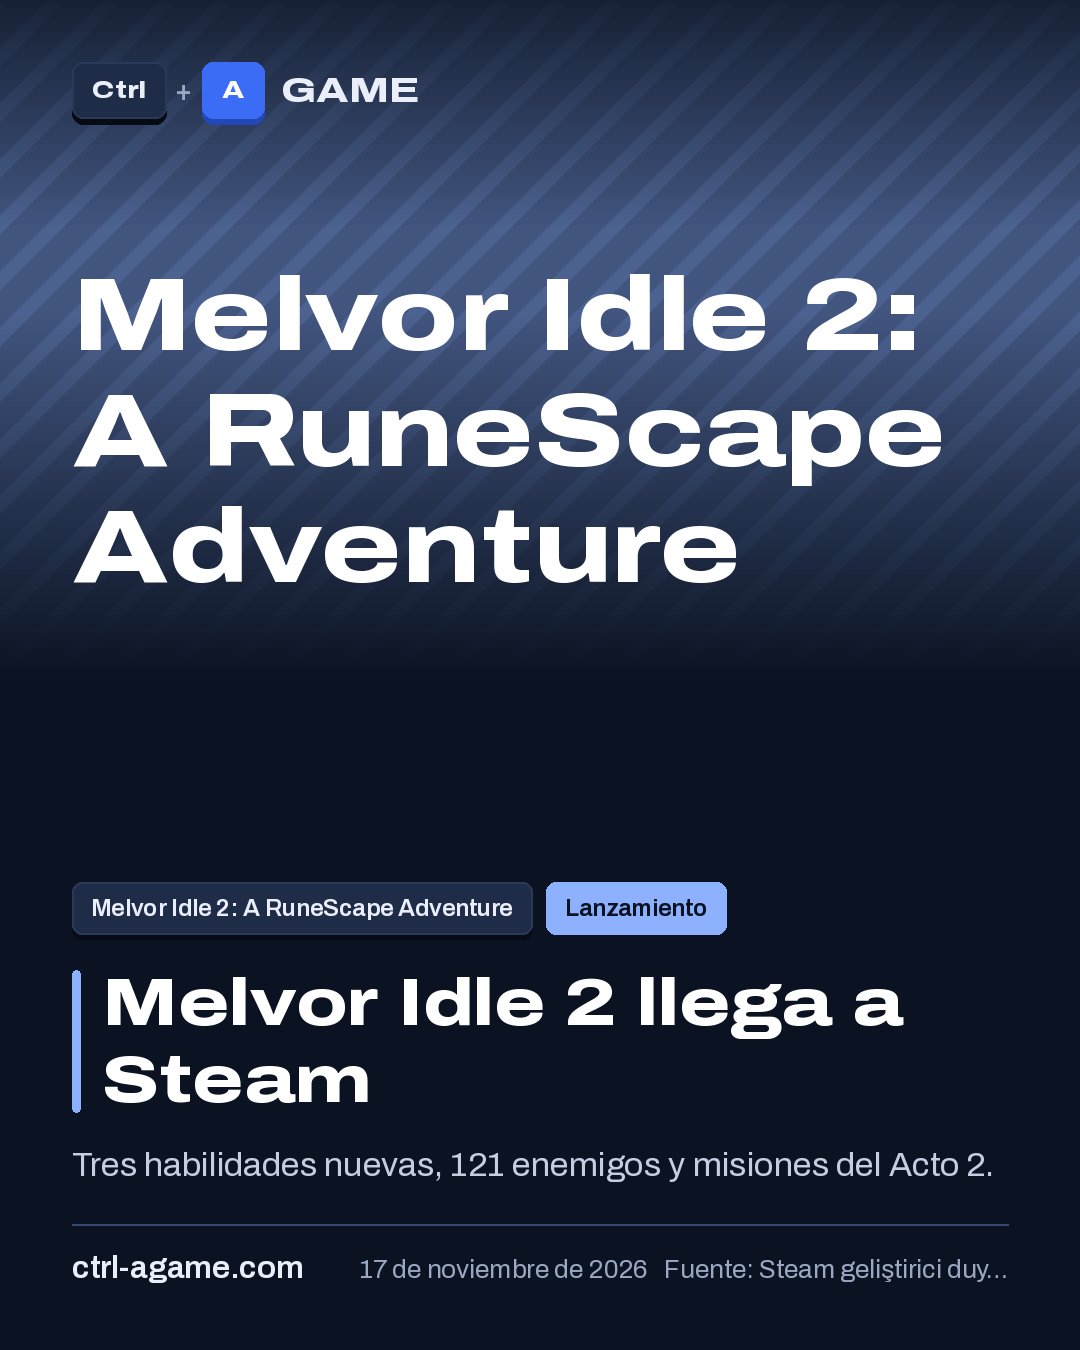 Ctrl + A GAME
Melvor Idle 2:
A RuneScape
Adventure
Melvor Idle 2: A RuneScape Adventure Lanzamiento
Melvor Idle 2 llega a
Steam
Tres habilidades nuevas, 121 enemigos y misiones del Acto 2.
ctrl-agame.com 17 de noviembre de 2026 Fuente: Steam geliştirici duy...